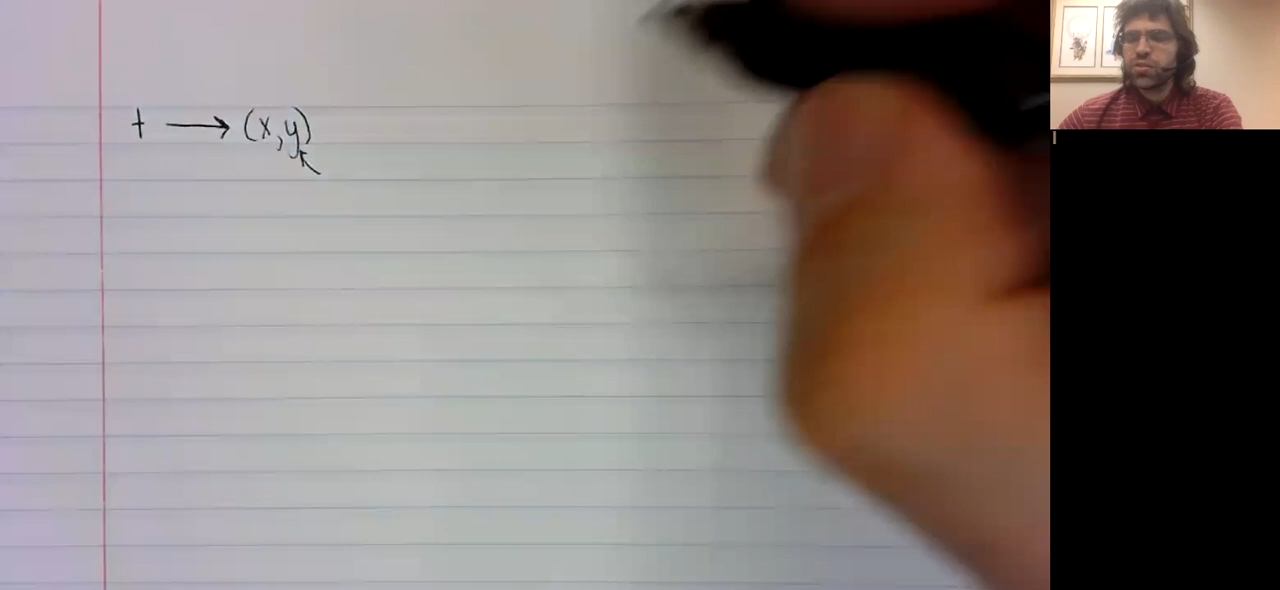 t ⟶ (x,y)